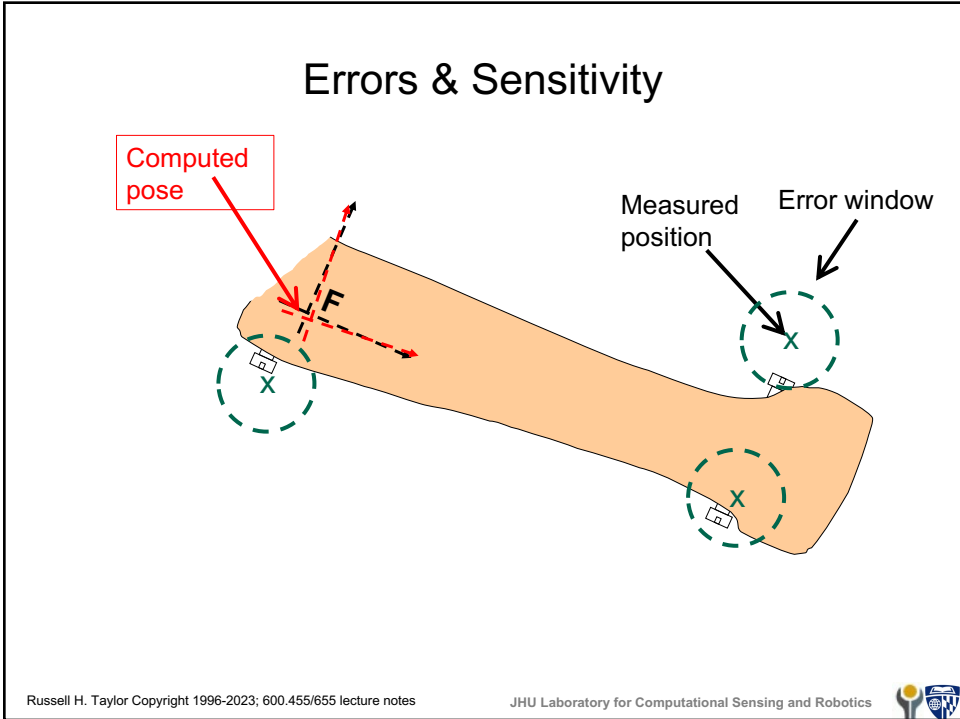 Errors & Sensitivity
Computed
pose
Measured
position
Error window
F
x
x
x
Russell H. Taylor Copyright 1996-2023; 600.455/655 lecture notes
JHU Laboratory for Computational Sensing and Robotics